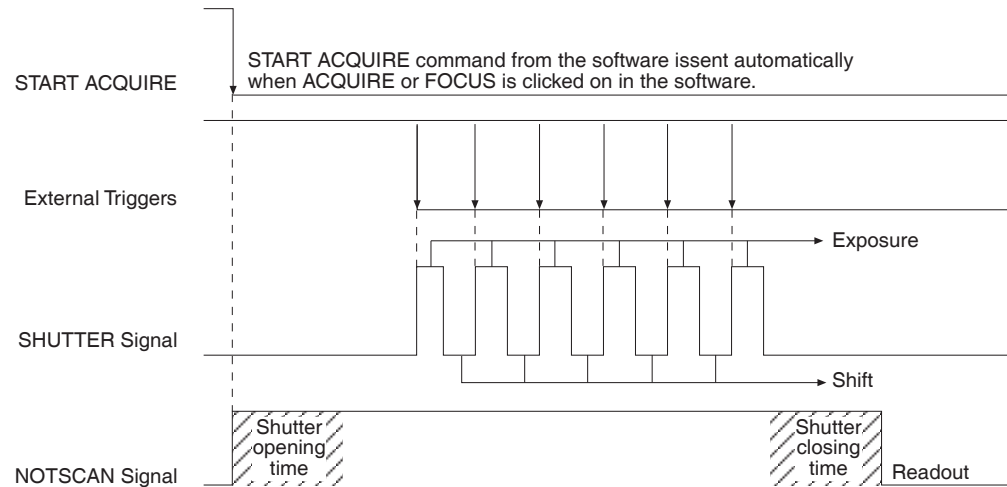 START ACQUIRE command from the software issent automatically
when ACQUIRE or FOCUS is clicked on in the software.
START ACQUIRE
External Triggers
Exposure
SHUTTER Signal
Shift
Shutter
opening
time
Shutter
closing
time
NOTSCAN Signal
Readout